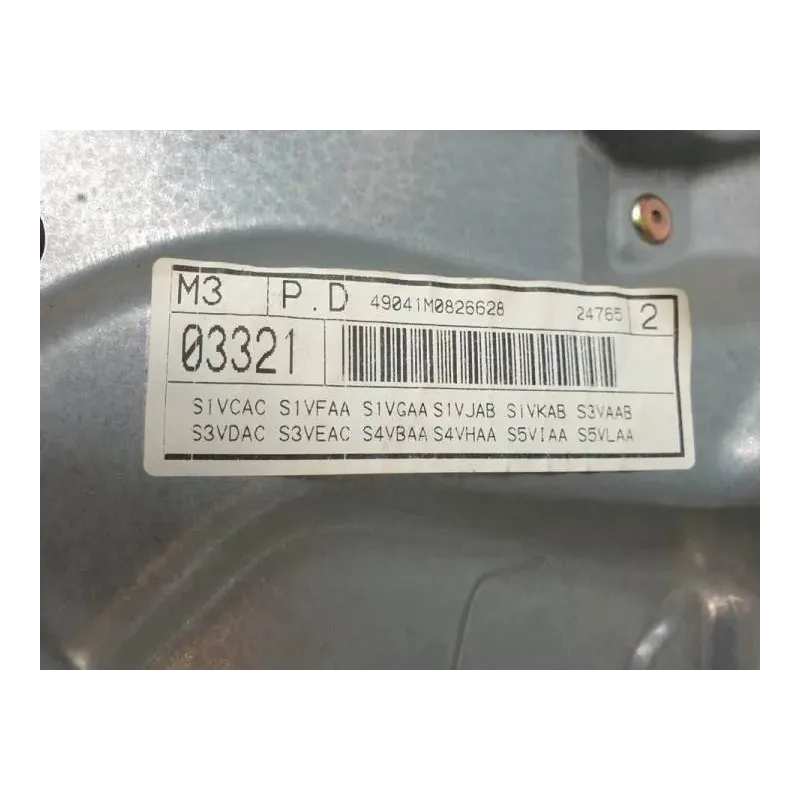 M3 P.D 49041M0826628 24765 2
03321
S1VCAC S1VFAA S1VGAA S1VJAB S1VKAB S3VAAB
S3VDAC S3VEAC S4VBAA S4VHAA S5VIAA S5VLAA